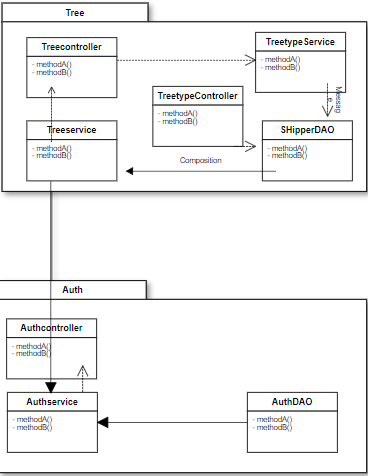 Tree
Treecontroller
- methodA()
- methodB()
TreetypeService
- methodA()
- methodB()
Messag
e
TreetypeController
- methodA()
- methodB()
Treeservice
- methodA()
- methodB()
SHipperDAO
- methodA()
- methodB()
Composition
Auth
Authcontroller
- methodA()
- methodB()
Authservice
- methodA()
- methodB()
AuthDAO
- methodA()
- methodB()